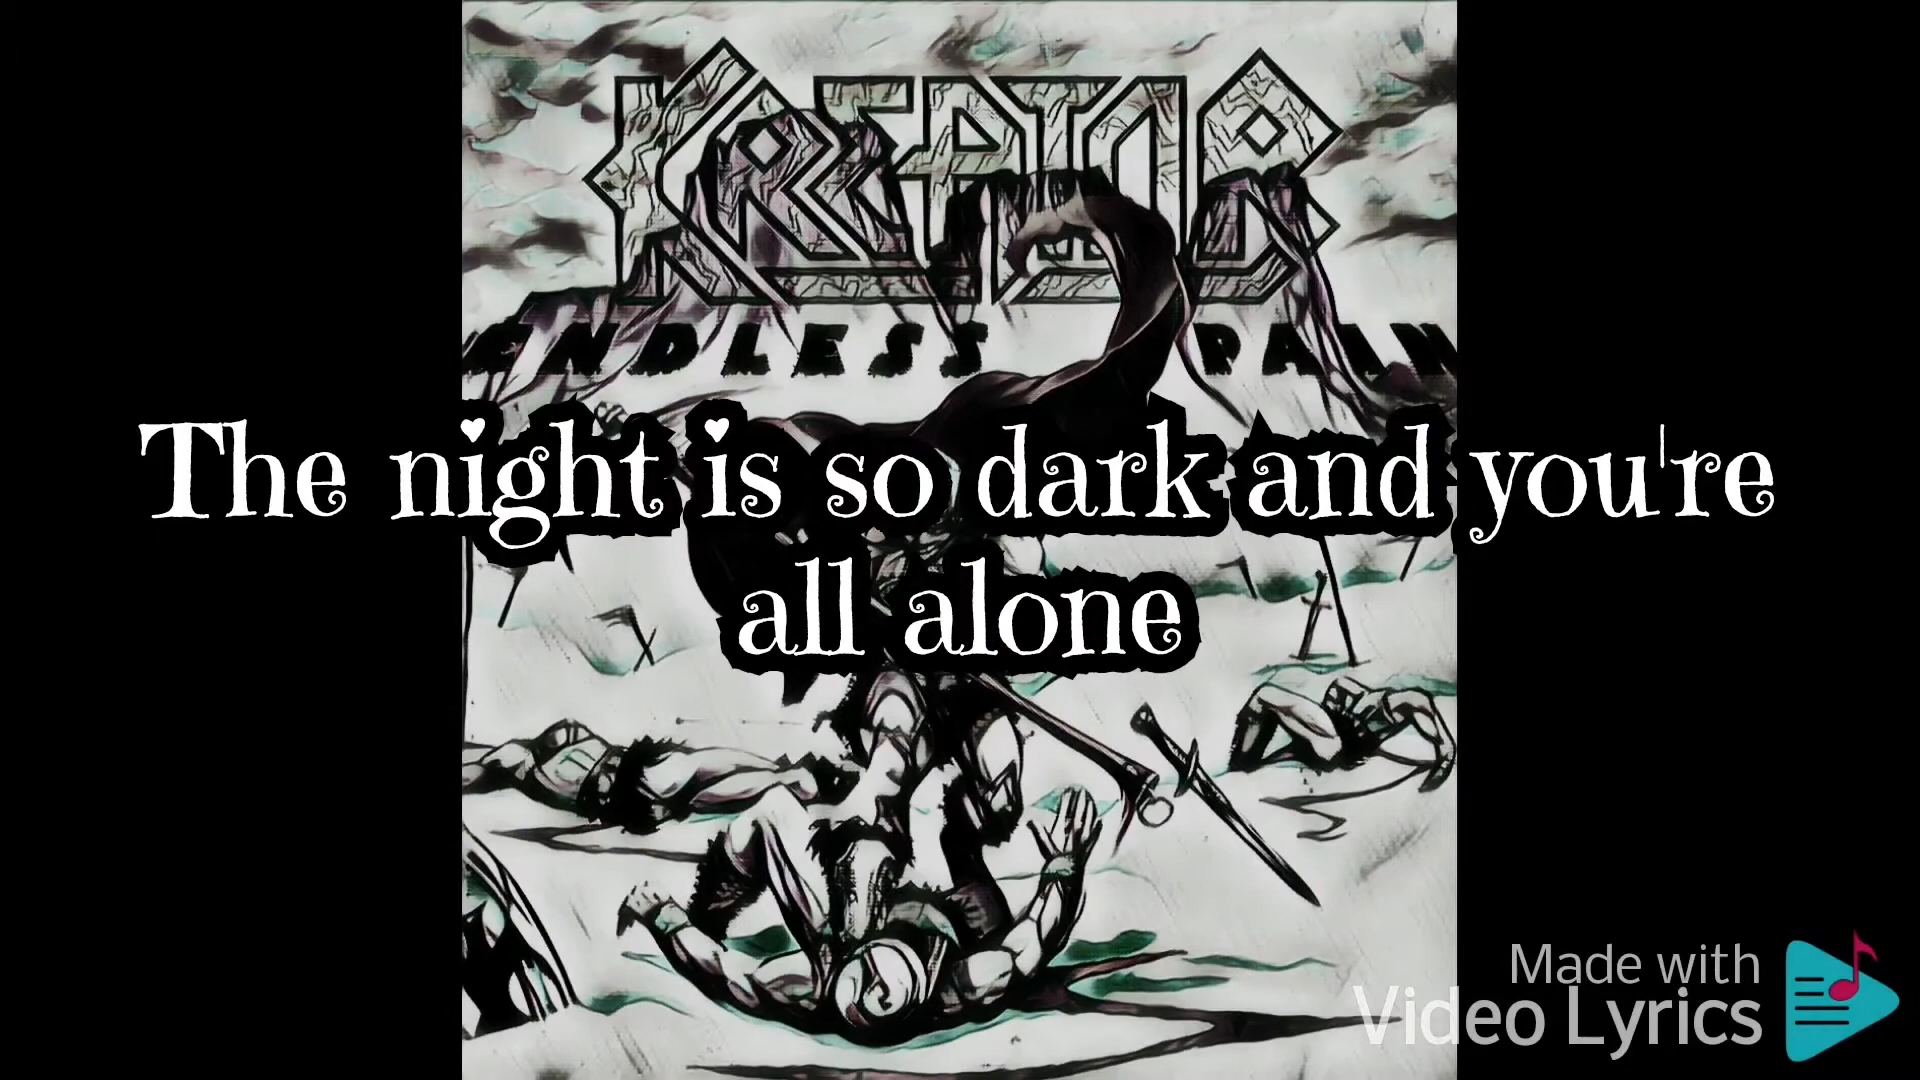 KREATOR
ENDLESS PAIN
The night is so dark and you're
all alone
Made with
Video Lyrics